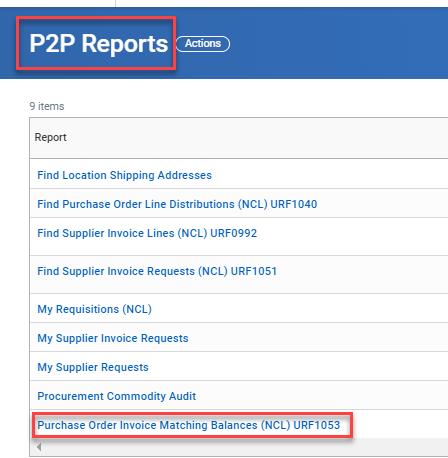 P2P Reports Actions
9 items
Report
Find Location Shipping Addresses
Find Purchase Order Line Distributions (NCL) URF1040
Find Supplier Invoice Lines (NCL) URF0992
Find Supplier Invoice Requests (NCL) URF1051
My Requisitions (NCL)
My Supplier Invoice Requests
My Supplier Requests
Procurement Commodity Audit
Purchase Order Invoice Matching Balances (NCL) URF1053